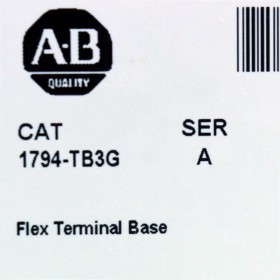 A-B
QUALITY
CAT
SER
1794-TB3G
A
Flex Terminal Base